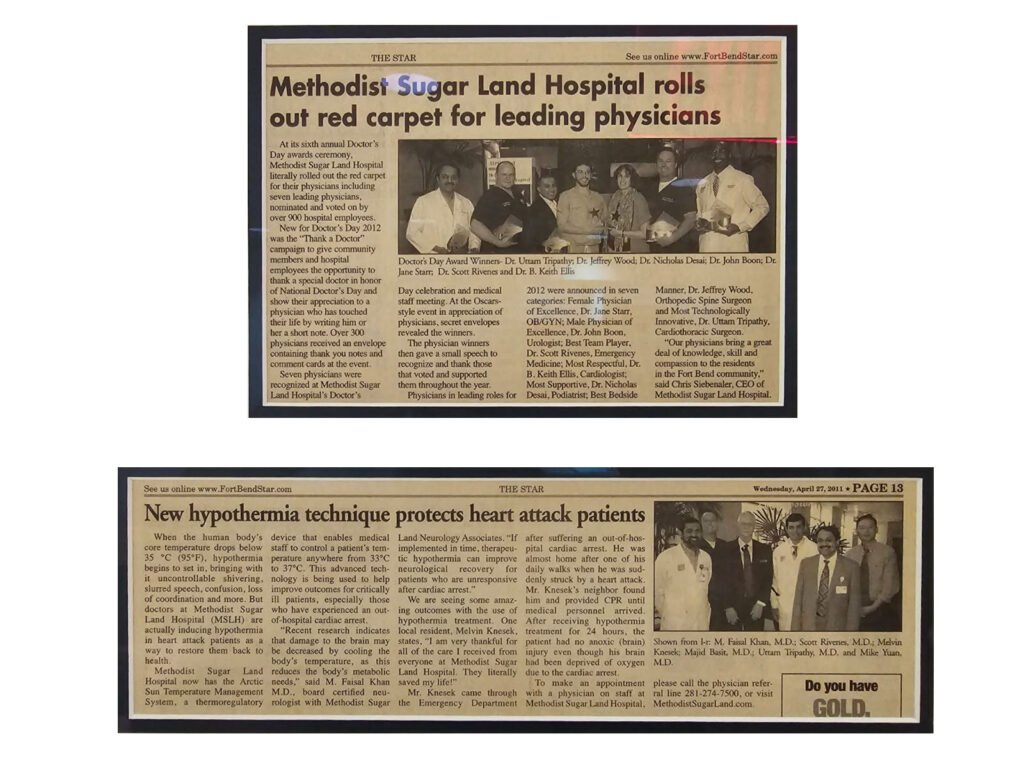 THE STAR
See us online www.FortBendStar.com
Methodist Sugar Land Hospital rolls
out red carpet for leading physicians
At its sixth annual Doctor's
Day awards ceremony,
Methodist Sugar Land Hospital
literally rolled out the red carpet
for their physicians including
seven leading physicians,
nominated and voted on by
over 900 hospital employees.
New for Doctor's Day 2012
was the "Thank a Doctor"
campaign to give community
members and hospital
employees the opportunity to
thank a special doctor in honor
of National Doctor's Day and
show their appreciation to a
physician who has touched
their life by writing him or
her a short note. Over 300
physicians received an envelope
containing thank you notes and
comment cards at the event.
Seven physicians were
recognized at Methodist Sugar
Land Hospital's Doctor's
Doctor's Day Award Winners- Dr. Uttam Tripathy; Dr. Jeffrey Wood; Dr. Nicholas Desai; Dr. John Boon; Dr.
Jane Starr; Dr. Scott Rivenes and Dr. B. Keith Ellis
Day celebration and medical
staff meeting. At the Oscars-
style event in appreciation of
physicians, secret envelopes
revealed the winners.
The physician winners
then gave a small speech to
recognize and thank those
that voted and supported
them throughout the year.
Physicians in leading roles for
2012 were announced in seven
categories: Female Physician
of Excellence, Dr. Jane Starr,
OB/GYN; Male Physician of
Excellence, Dr. John Boon,
Urologist; Best Team Player,
Dr. Scott Rivenes, Emergency
Medicine; Most Respectful, Dr.
B. Keith Ellis, Cardiologist;
Most Supportive, Dr. Nicholas
Desai, Podiatrist; Best Bedside
Manner, Dr. Jeffrey Wood,
Orthopedic Spine Surgeon
and Most Technologically
Innovative, Dr. Uttam Tripathy,
Cardiothoracic Surgeon.
"Our physicians bring a great
deal of knowledge, skill and
compassion to the residents
in the Fort Bend community,"
said Chris Siebenaler, CEO of
Methodist Sugar Land Hospital.
See us online www.FortBendStar.com
THE STAR
Wednesday, April 27, 2011 ★ PAGE 13
New hypothermia technique protects heart attack patients
When the human body's
core temperature drops below
35 °C (95°F), hypothermia
begins to set in, bringing with
it uncontrollable shivering,
slurred speech, confusion, loss
of coordination and more. But
doctors at Methodist Sugar
Land Hospital (MSLH) are
actually inducing hypothermia
in heart attack patients as a
way to restore them back to
health.
Methodist Sugar Land
Hospital now has the Arctic
Sun Temperature Management
System, a thermoregulatory
device that enables medical
staff to control a patient's tem-
perature anywhere from 33°C
to 37°C. This advanced tech-
nology is being used to help
improve outcomes for critically
ill patients, especially those
who have experienced an out-
of-hospital cardiac arrest.
"Recent research indicates
that damage to the brain may
be decreased by cooling the
body's temperature, as this
reduces the body's metabolic
needs," said M. Faisal Khan
M.D., board certified neu-
rologist with Methodist Sugar
Land Neurology Associates. "If
implemented in time, therapeu-
tic hypothermia can improve
neurological recovery for
patients who are unresponsive
after cardiac arrest."
We are seeing some amaz-
ing outcomes with the use of
hypothermia treatment. One
local resident, Melvin Knesek,
states, "I am very thankful for
all of the care I received from
everyone at Methodist Sugar
Land Hospital. They literally
saved my life!"
Mr. Knesek came through
the Emergency Department
after suffering an out-of-hos-
pital cardiac arrest. He was
almost home after one of his
daily walks when he was sud-
denly struck by a heart attack.
Mr. Knesek's neighbor found
him and provided CPR until
medical personnel arrived.
After receiving hypothermia
treatment for 24 hours, the
patient had no anoxic (brain)
injury even though his brain
had been deprived of oxygen
due to the cardiac arrest.
To make an appointment
with a physician on staff at
Methodist Sugar Land Hospital,
Shown from l-r: M. Faisal Khan, M.D.; Scott Rivenes, M.D.; Melvin
Knesek; Majid Basit, M.D.; Uttam Tripathy, M.D. and Mike Yuan,
M.D.
please call the physician refer-
ral line 281-274-7500, or visit
MethodistSugarLand.com.
Do you have
GOLD.